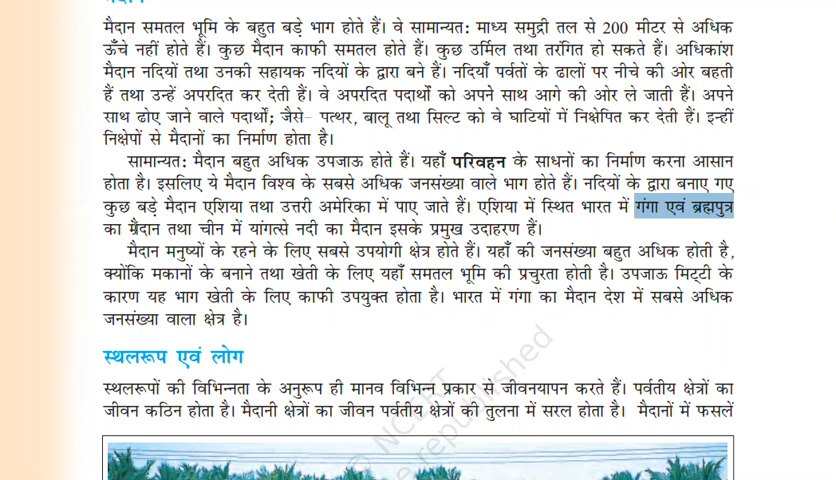 मैदान समतल भूमि के बहुत बड़े भाग होते हैं। वे सामान्यत: माध्य समुद्री तल से 200 मीटर से अधिक
ऊँचे नहीं होते हैं। कुछ मैदान काफी समतल होते हैं। कुछ उर्मिल तथा तरंगित हो सकते हैं। अधिकांश
मैदान नदियों तथा उनकी सहायक नदियों के द्वारा बने हैं। नदियाँ पर्वतों के ढालों पर नीचे की ओर बहती
हैं तथा उन्हें अपरदित कर देती हैं। वे अपरदित पदार्थों को अपने साथ आगे की ओर ले जाती हैं। अपने
साथ ढोए जाने वाले पदार्थों; जैसे- पत्थर, बालू तथा सिल्ट को वे घाटियों में निक्षेपित कर देती हैं। इन्हीं
निक्षेपों से मैदानों का निर्माण होता है।
सामान्यत: मैदान बहुत अधिक उपजाऊ होते हैं। यहाँ परिवहन के साधनों का निर्माण करना आसान
होता है। इसलिए ये मैदान विश्व के सबसे अधिक जनसंख्या वाले भाग होते हैं। नदियों के द्वारा बनाए गए
कुछ बड़े मैदान एशिया तथा उत्तरी अमेरिका में पाए जाते हैं। एशिया में स्थित भारत में गंगा एवं ब्रह्मपुत्र
का मैदान तथा चीन में यांगत्से नदी का मैदान इसके प्रमुख उदाहरण हैं।
मैदान मनुष्यों के रहने के लिए सबसे उपयोगी क्षेत्र होते हैं। यहाँ की जनसंख्या बहुत अधिक होती है,
क्योंकि मकानों के बनाने तथा खेती के लिए यहाँ समतल भूमि की प्रचुरता होती है। उपजाऊ मिट्टी के
कारण यह भाग खेती के लिए काफी उपयुक्त होता है। भारत में गंगा का मैदान देश में सबसे अधिक
जनसंख्या वाला क्षेत्र है।
स्थलरूप एवं लोग
स्थलरूपों की विभिन्नता के अनुरूप ही मानव विभिन्न प्रकार से जीवनयापन करते हैं। पर्वतीय क्षेत्रों का
जीवन कठिन होता है। मैदानी क्षेत्रों का जीवन पर्वतीय क्षेत्रों की तुलना में सरल होता है। मैदानों में फसलें
© NCERT
be republished